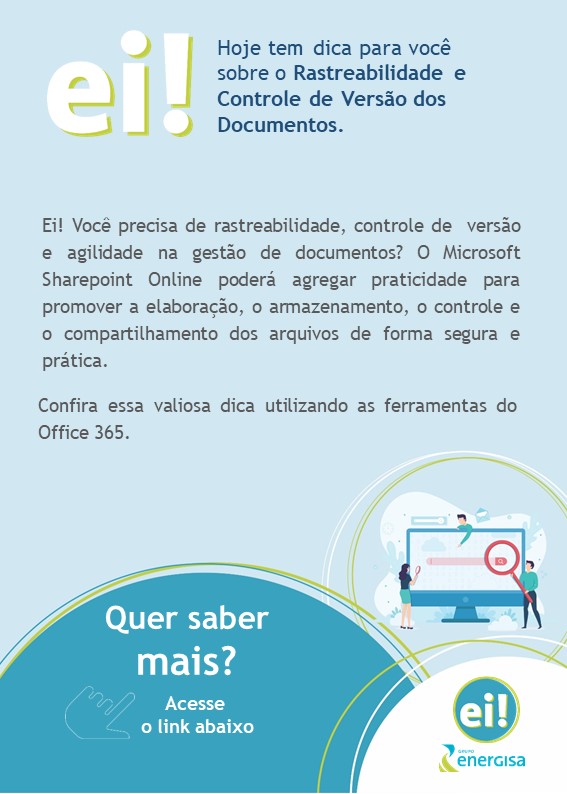 ei!
Hoje tem dica para você
sobre o Rastreabilidade e
Controle de Versão dos
Documentos.
Ei! Você precisa de rastreabilidade, controle de versão
e agilidade na gestão de documentos? O Microsoft
Sharepoint Online poderá agregar praticidade para
promover a elaboração, o armazenamento, o controle e
o compartilhamento dos arquivos de forma segura e
prática.
Confira essa valiosa dica utilizando as ferramentas do
Office 365.
Quer saber
mais?
Acesse
o link abaixo
ei!
GRUPO
energisa